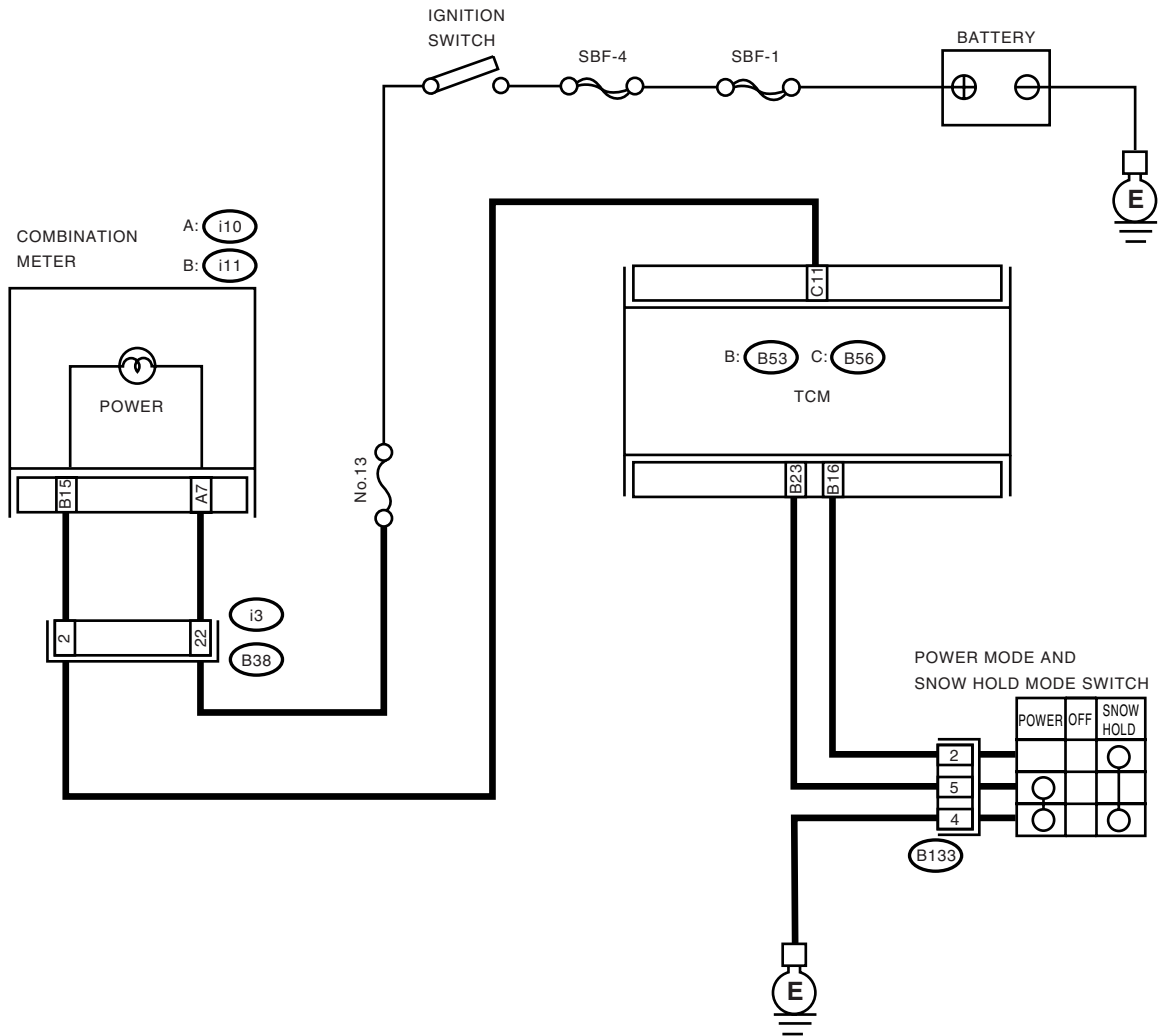 IGNITION
SWITCH
SBF-4
SBF-1
BATTERY
E
COMBINATION
METER
A: i10
B: i11
POWER
B15
A7
No.13
C11
B: B53 C: B56
TCM
B23
B16
2
22
i3
B38
POWER MODE AND
SNOW HOLD MODE SWITCH
POWER OFF SNOW
HOLD
2
5
4
B133
E